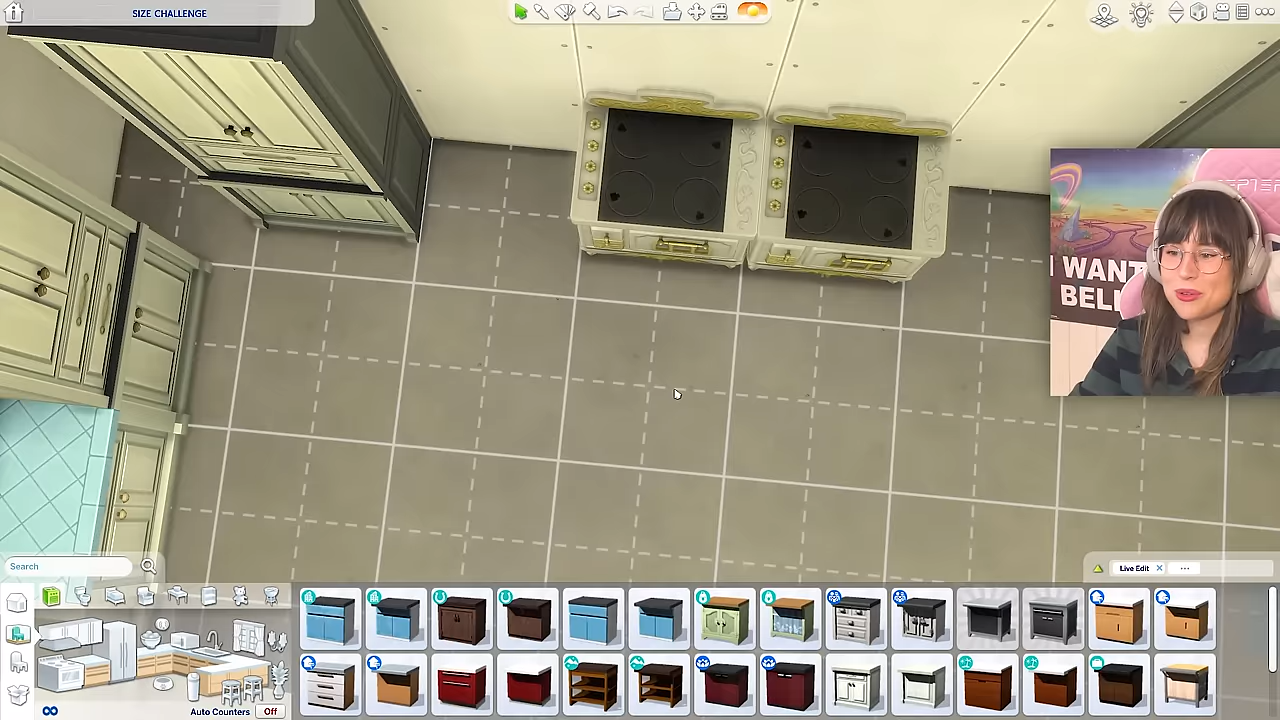 SIZE CHALLENGE
I WANT
BELI
Search
Live Edit
Auto Counters
Off